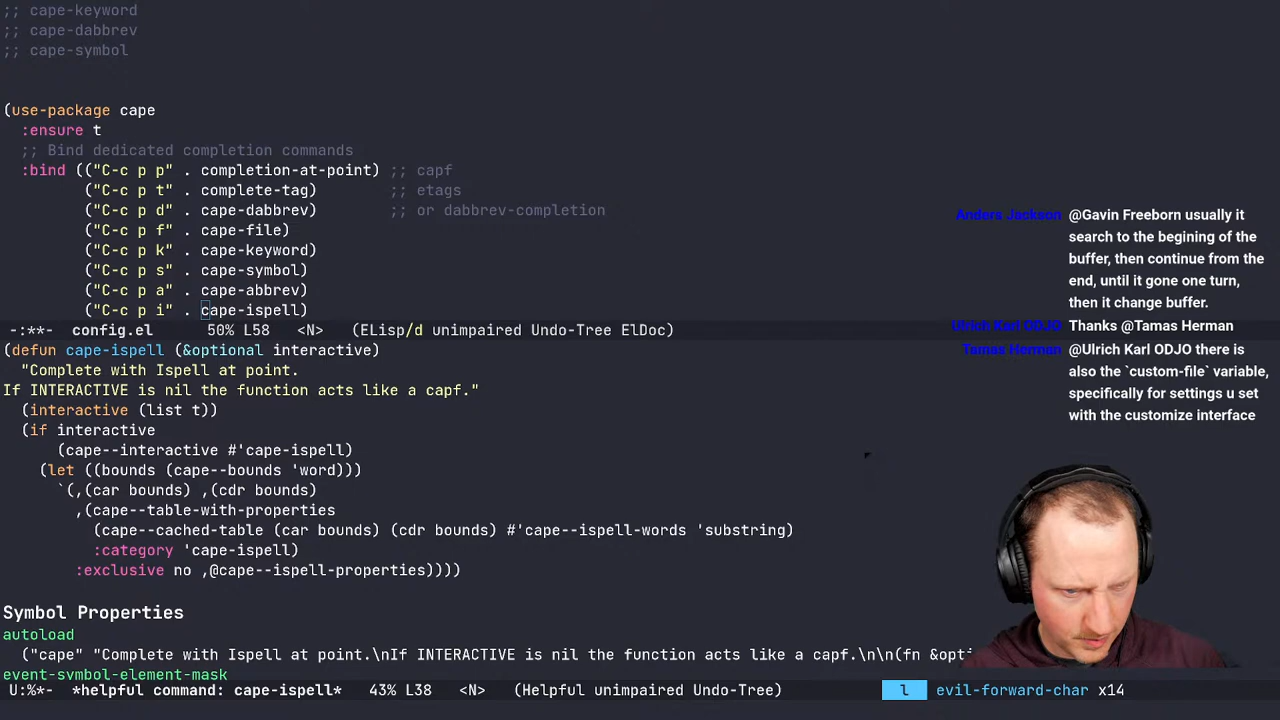 ;; cape-keyword
;; cape-dabbrev
;; cape-symbol
(use-package cape
  :ensure t
  ;; Bind dedicated completion commands
  :bind (("C-c p p" . completion-at-point) ;; capf
         ("C-c p t" . complete-tag)        ;; etags
         ("C-c p d" . cape-dabbrev)        ;; or dabbrev-completion
         ("C-c p f" . cape-file)
         ("C-c p k" . cape-keyword)
         ("C-c p s" . cape-symbol)
         ("C-c p a" . cape-abbrev)
         ("C-c p i" . cape-ispell)
-:**-  config.el      50% L58   <N>  (ELisp/d unimpaired Undo-Tree ElDoc)
(defun cape-ispell (&optional interactive)
  "Complete with Ispell at point.
If INTERACTIVE is nil the function acts like a capf."
  (interactive (list t))
  (if interactive
      (cape--interactive #'cape-ispell)
    (let ((bounds (cape--bounds 'word)))
      `(,(car bounds) ,(cdr bounds)
        ,(cape--table-with-properties
          (cape--cached-table (car bounds) (cdr bounds) #'cape--ispell-words 'substring)
          :category 'cape-ispell)
        :exclusive no ,@cape--ispell-properties))))
Symbol Properties
autoload
  ("cape" "Complete with Ispell at point.\nIf INTERACTIVE is nil the function acts like a capf.\n\n(fn &opti
event-symbol-element-mask
U:%*-  *helpful command: cape-ispell*   43% L38   <N>   (Helpful unimpaired Undo-Tree)
l evil-forward-char x14
Anders Jackson @Gavin Freeborn usually it
search to the begining of the
buffer, then continue from the
end, until it gone one turn,
then it change buffer.
Ulrich Karl ODJO Thanks @Tamas Herman
Tamas Herman @Ulrich Karl ODJO there is
also the `custom-file` variable,
specifically for settings u set
with the customize interface